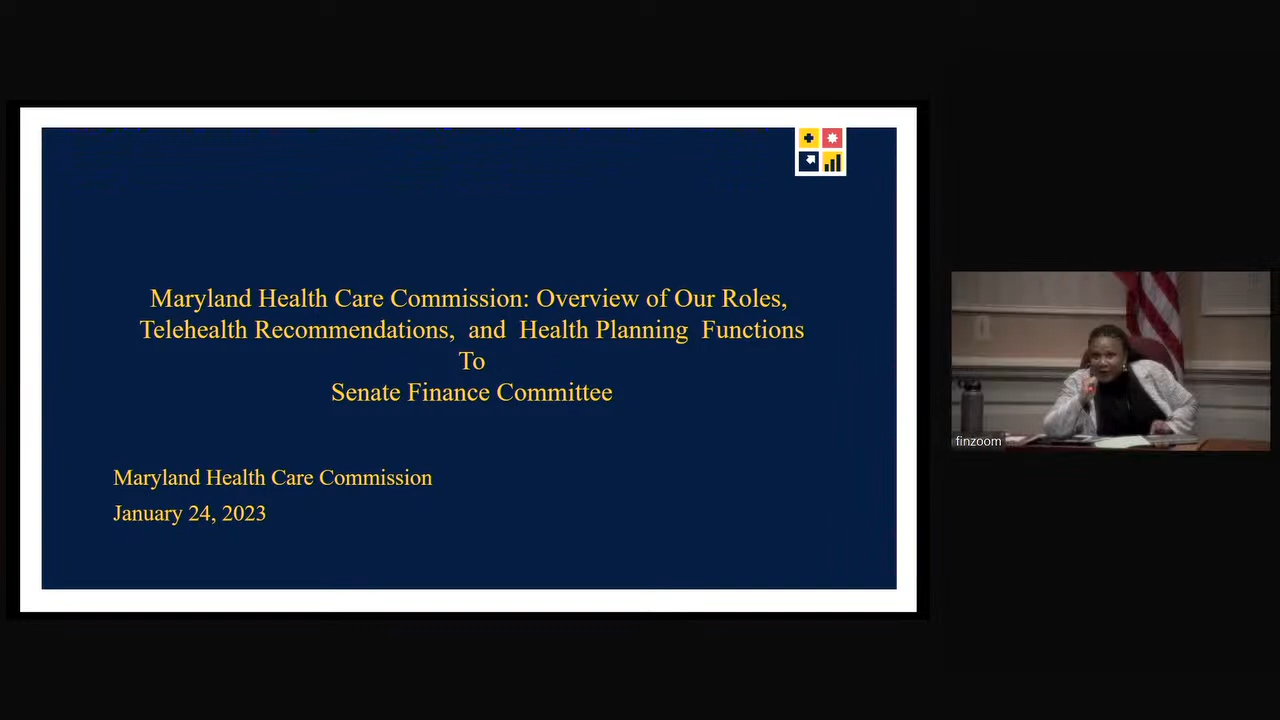 Maryland Health Care Commission: Overview of Our Roles,
Telehealth Recommendations, and Health Planning Functions
To
Senate Finance Committee
Maryland Health Care Commission
January 24, 2023
finzoom